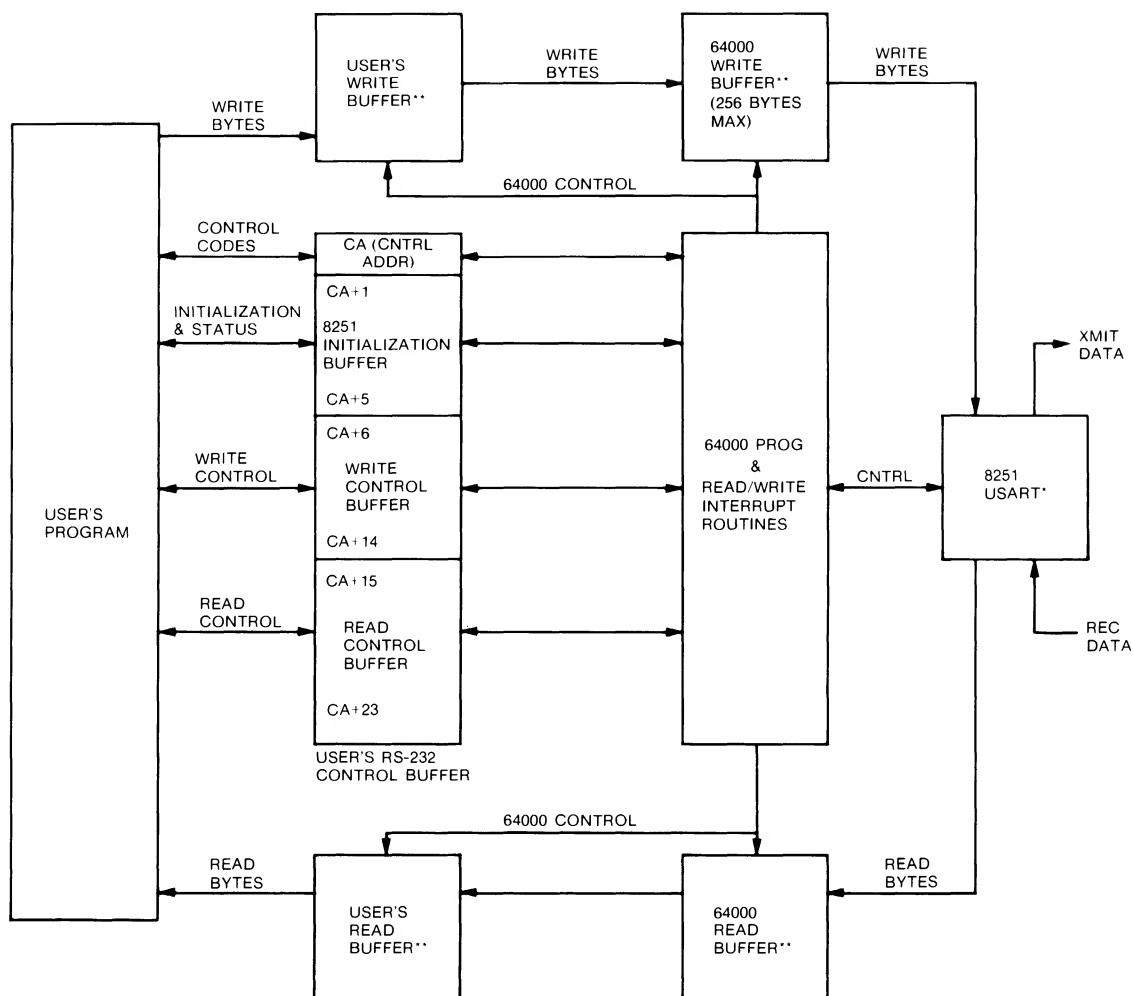 USER'S
WRITE
BUFFER**
WRITE
BYTES
64000
WRITE
BUFFER**
(256 BYTES
MAX)
WRITE
BYTES
WRITE
BYTES
64000 CONTROL
CONTROL
CODES
CA (CNTRL
ADDR)
CA+1
INITIALIZATION
& STATUS
8251
INITIALIZATION
BUFFER
CA+5
CA+6
WRITE
CONTROL
WRITE
CONTROL
BUFFER
CA+14
USER'S
PROGRAM
64000 PROG
&
READ/WRITE
INTERRUPT
ROUTINES
CNTRL
XMIT
DATA
8251
USART*
REC
DATA
CA+15
READ
CONTROL
READ
CONTROL
BUFFER
CA+23
USER'S RS-232
CONTROL BUFFER
64000 CONTROL
READ
BYTES
USER'S
READ
BUFFER**
64000
READ
BUFFER**
READ
BYTES